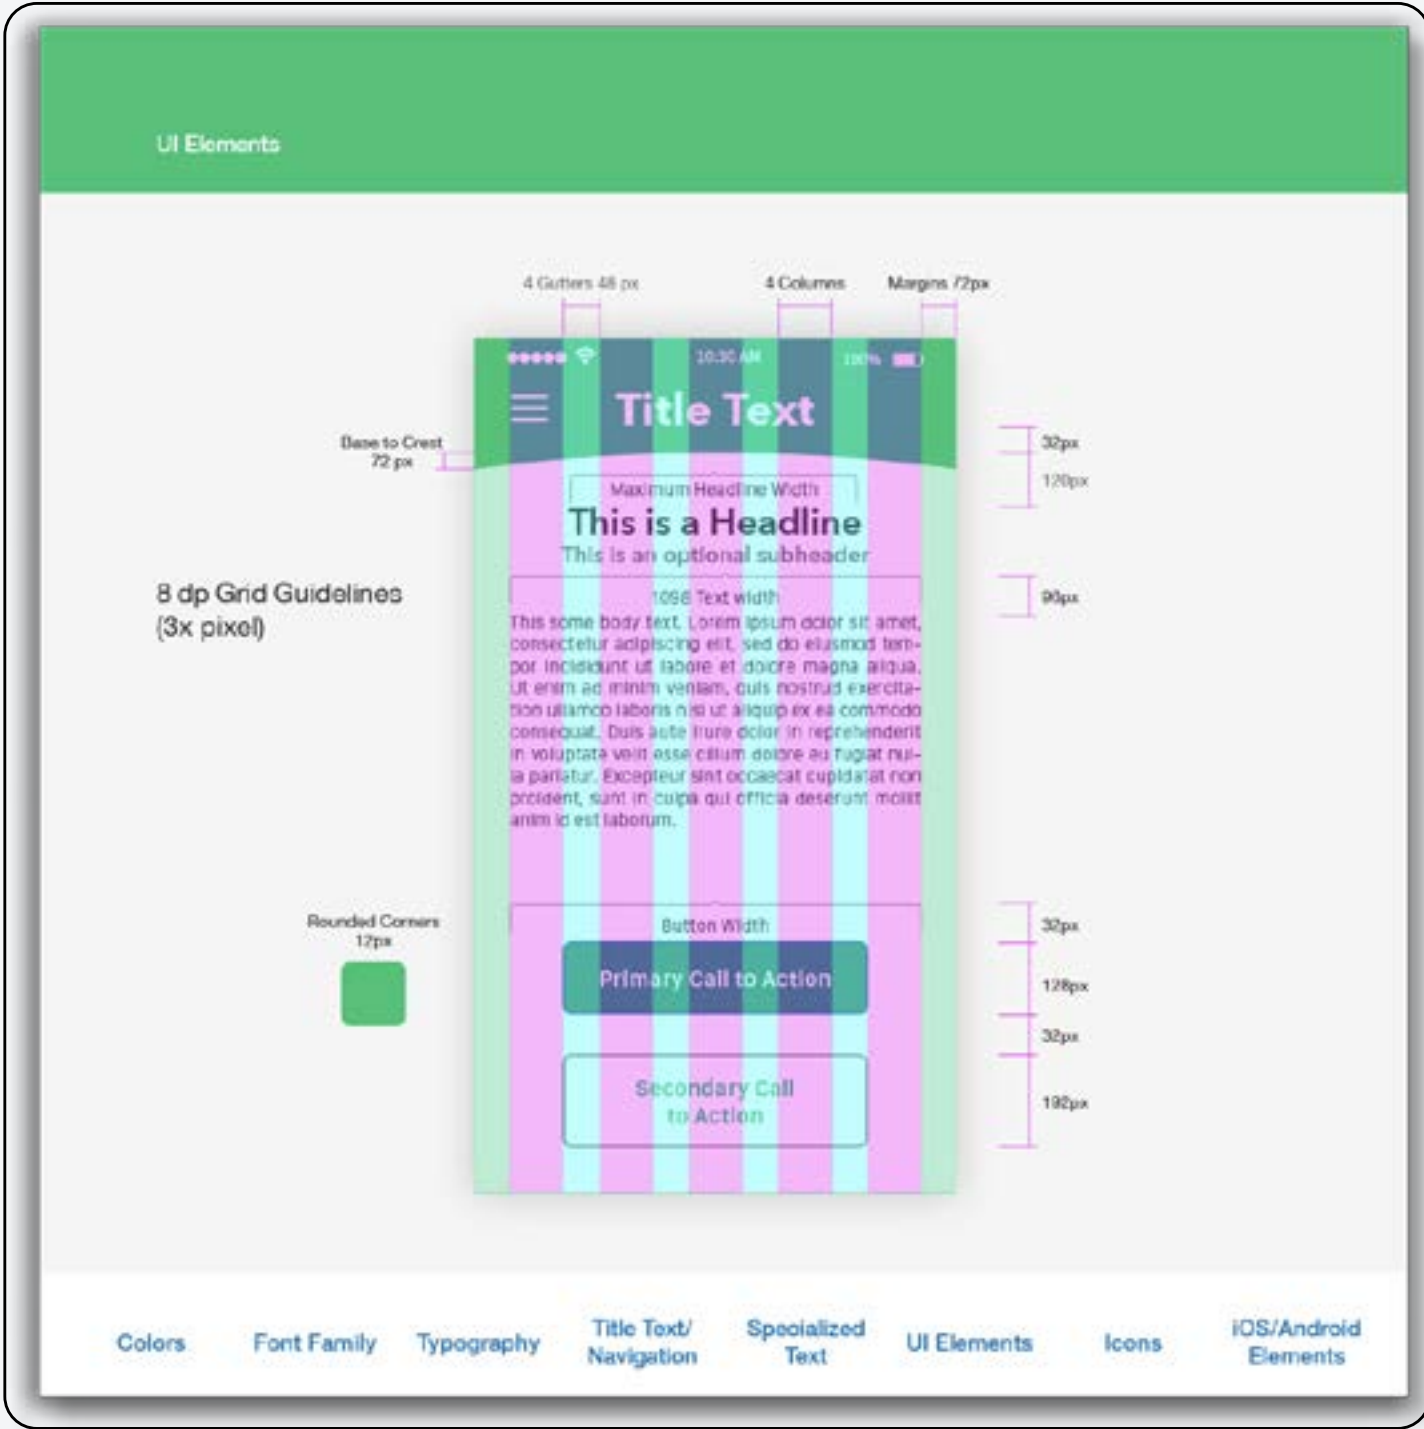 UI Elements
4 Gutters 48 px
4 Columns
Margins 72px
10:30 AM
100%
Title Text
Base to Crest
72 px
32px
120px
Maximum Headline Width
This is a Headline
This is an optional subheader
8 dp Grid Guidelines
(3x pixel)
1098 Text width
96px
This some body text. Lorem ipsum dolor sit amet,
consectetur adipiscing elit, sed do eiusmod tem-
por incididunt ut labore et dolore magna aliqua.
Ut enim ad minim veniam, quis nostrud exercita-
tion ullamco laboris nisi ut aliquip ex ea commodo
consequat. Duis aute irure dolor in reprehenderit
in voluptate velit esse cillum dolore eu fugiat nul-
la pariatur. Excepteur sint occaecat cupidatat non
proident, sunt in culpa qui officia deserunt mollit
anim id est laborum.
Rounded Corners
12px
Button Width
32px
Primary Call to Action
128px
32px
Secondary Call
to Action
192px
Colors
Font Family
Typography
Title Text/
Navigation
Specialized
Text
UI Elements
Icons
iOS/Android
Elements